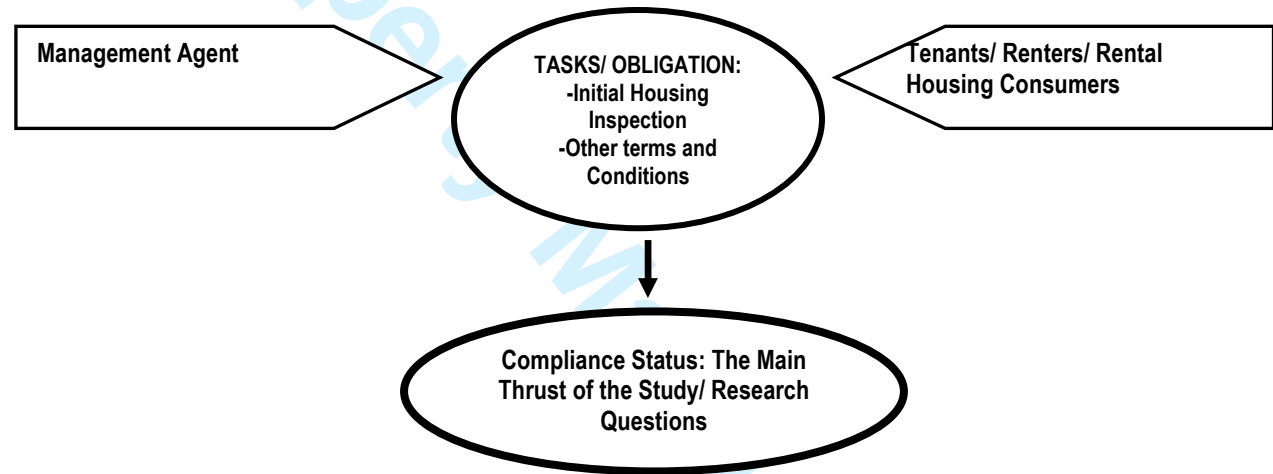 Management Agent
TASKS/ OBLIGATION:
-Initial Housing
Inspection
-Other terms and
Conditions
Tenants/ Renters/ Rental
Housing Consumers
Compliance Status: The Main
Thrust of the Study/ Research
Questions